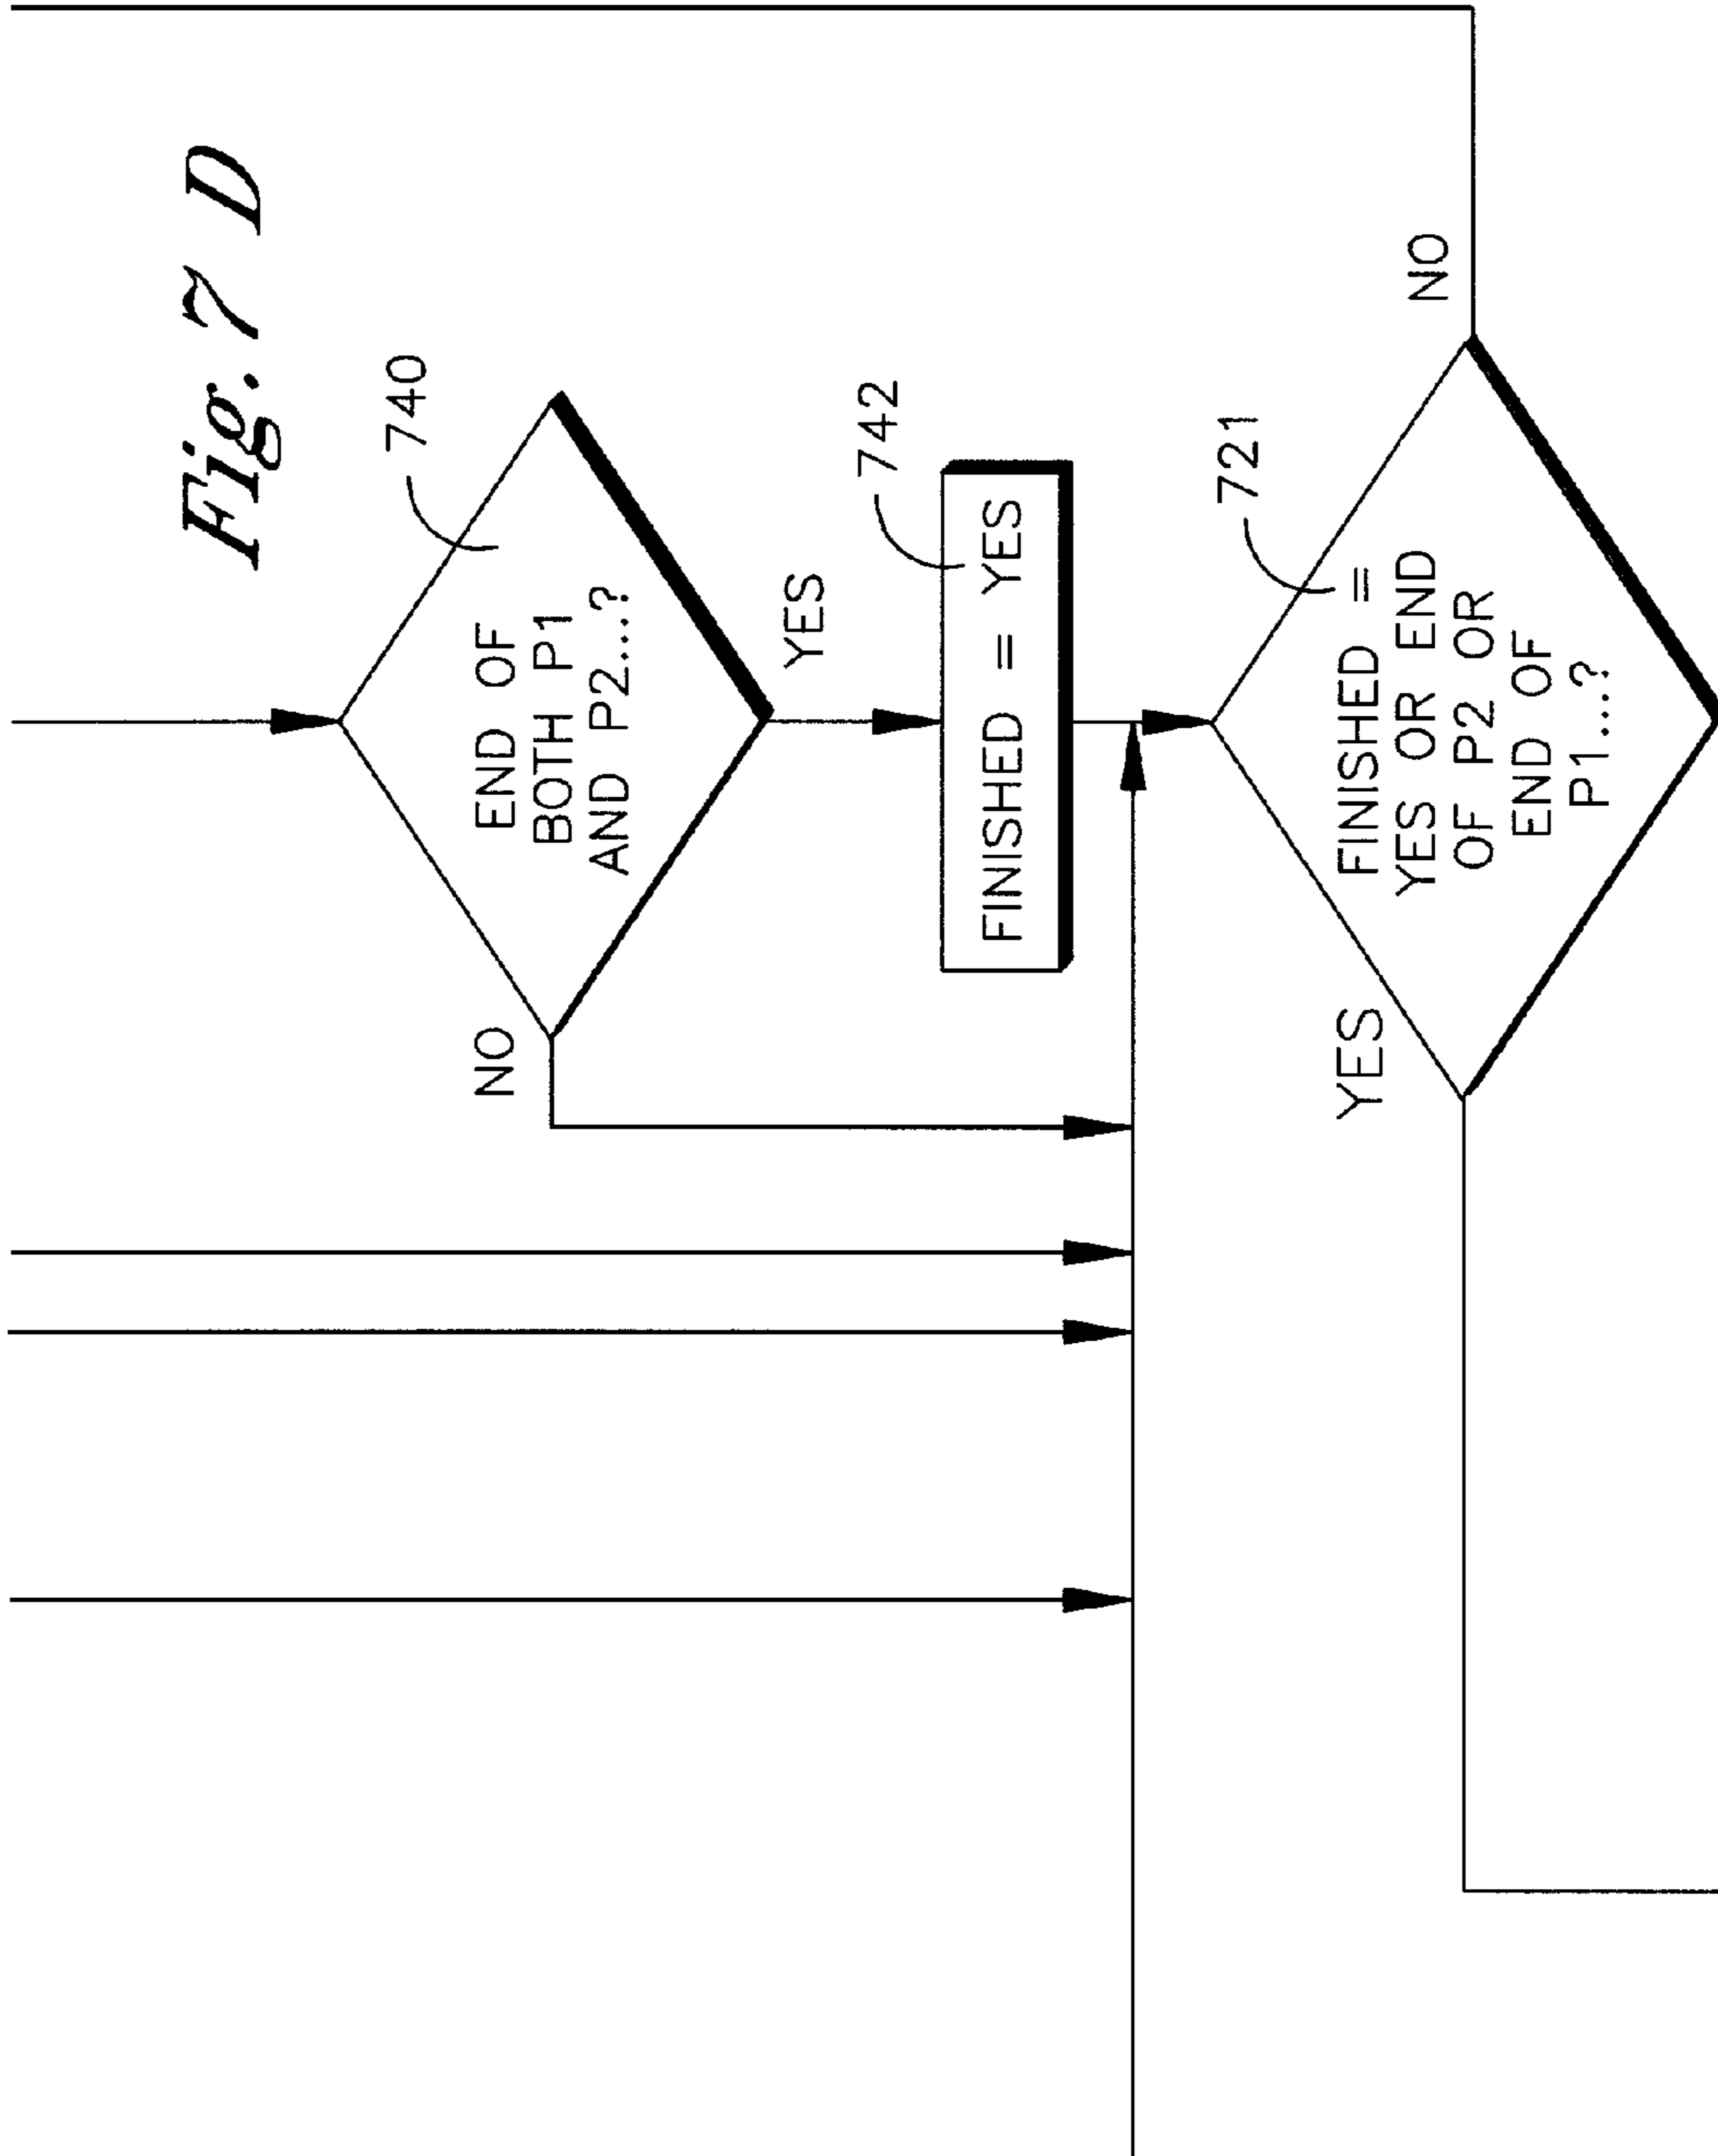 Fig. 7 D
740
END OF
BOTH P1
AND P2...?
NO
YES
742
FINISHED = YES
721
FINISHED =
YES OR END
OF P2 OR
END OF
P1...?
YES
NO